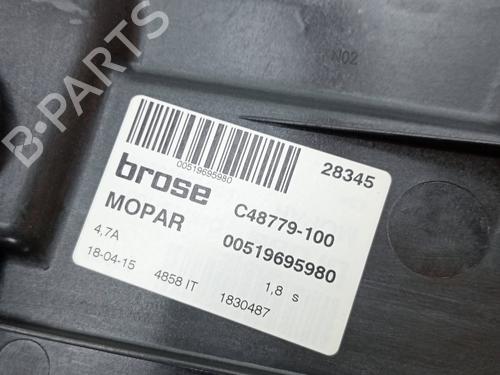 B-PARTS
N02
00519695980
28345
brose
C48779-100
MOPAR
00519695980
4,7A
1,8 s
18-04-15
4858 IT
1830487